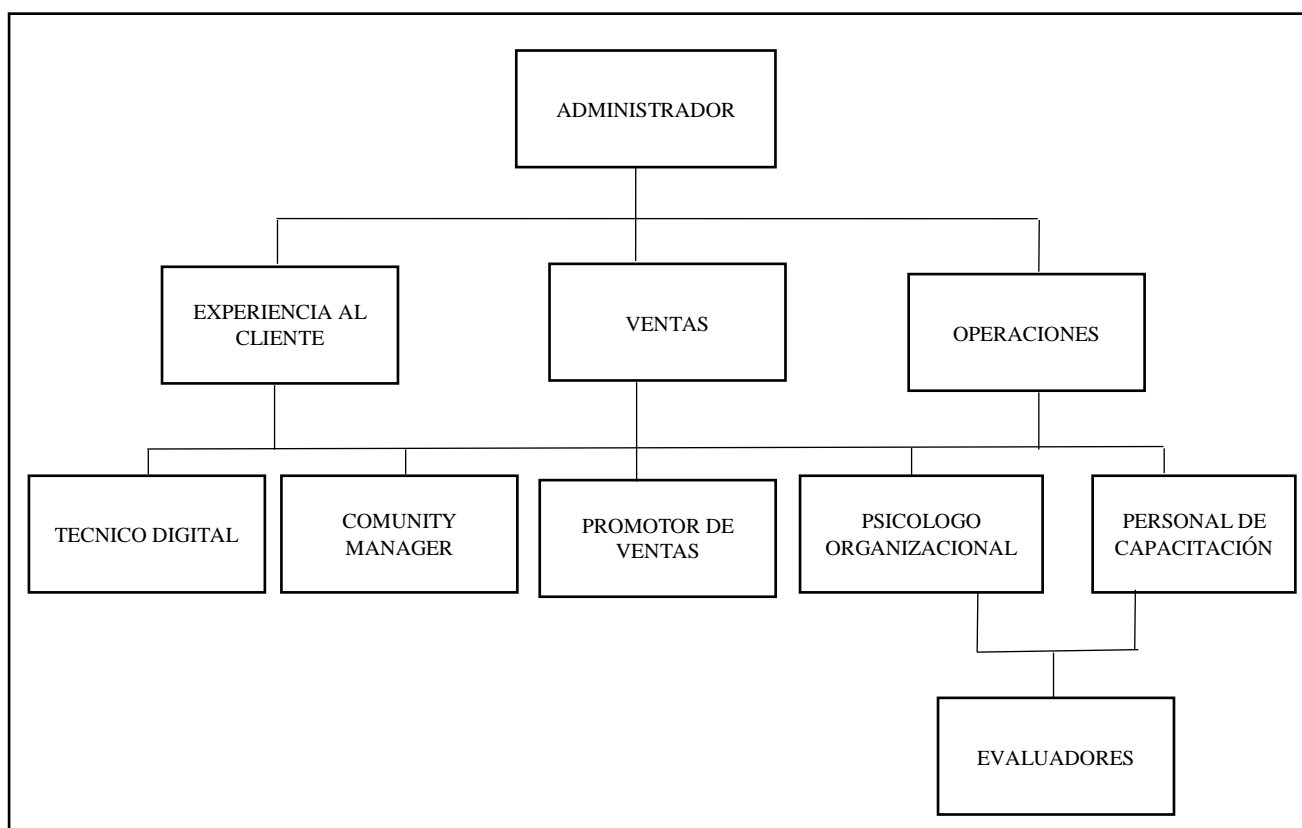 ADMINISTRADOR
EXPERIENCIA AL
CLIENTE
VENTAS
OPERACIONES
TECNICO DIGITAL
COMUNITY
MANAGER
PROMOTOR DE
VENTAS
PSICOLOGO
ORGANIZACIONAL
PERSONAL DE
CAPACITACIÓN
EVALUADORES